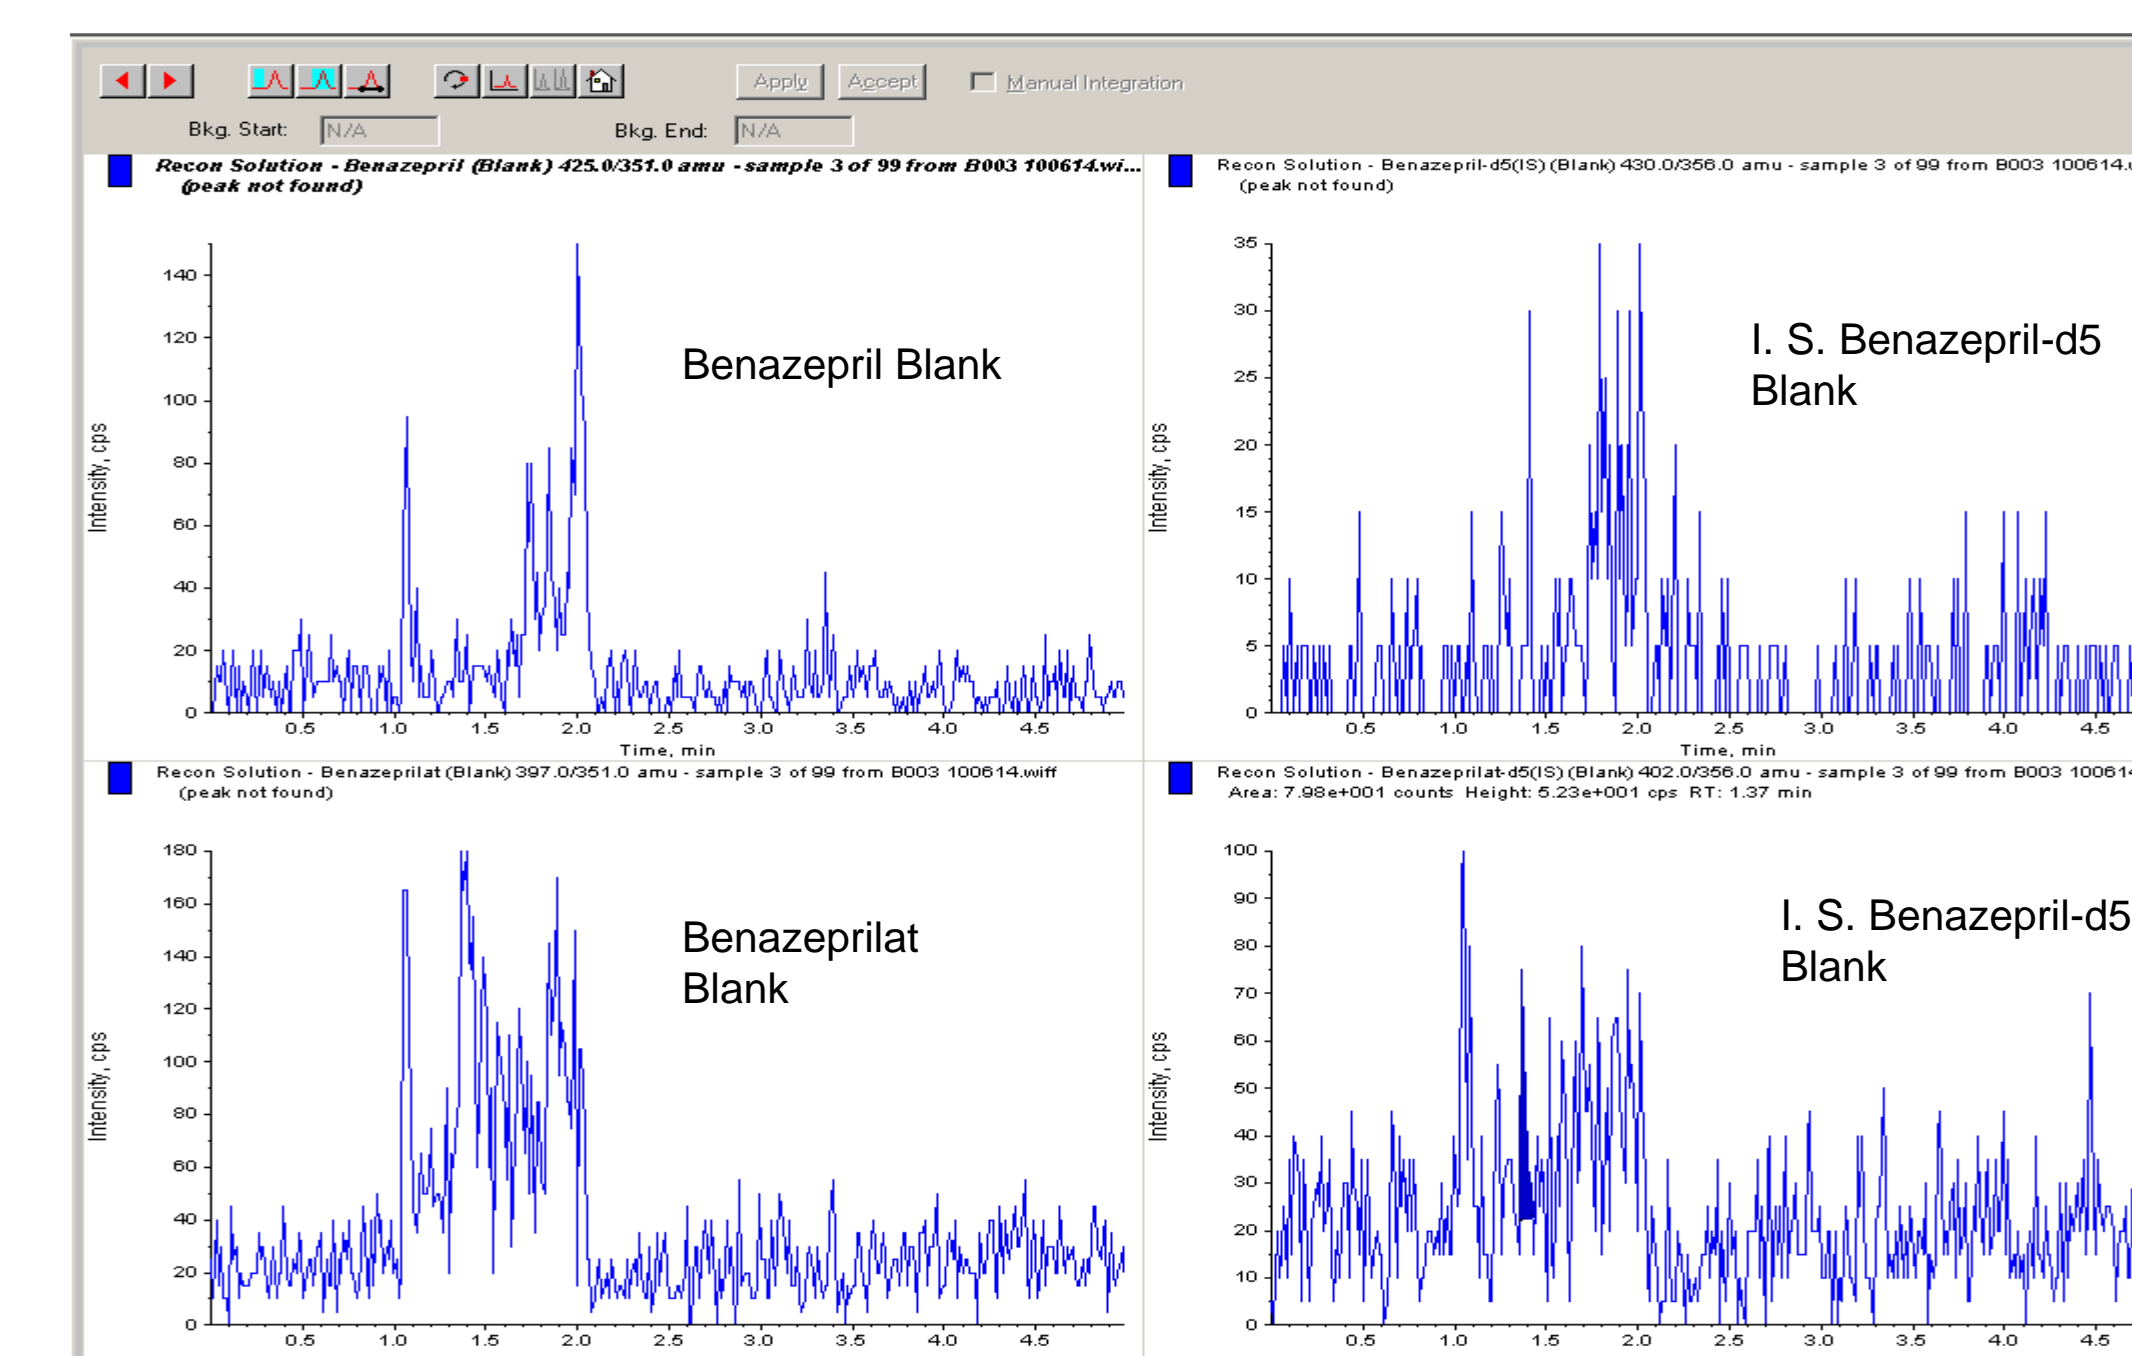 Apply Accept Manual Integration
Bkg. Start: N/A Bkg. End: N/A
Recon Solution - Benazepril (Blank) 425.0/351.0 amu - sample 3 of 99 from B003 100614.wi...
(peak not found)
140
120
100
80
60
40
20
0
Intensity, cps
Benazepril Blank
0.5 1.0 1.5 2.0 2.5 3.0 3.5 4.0 4.5
Time, min
Recon Solution - Benazepril-d5(IS) (Blank) 430.0/356.0 amu - sample 3 of 99 from B003 100614.
(peak not found)
35
30
25
20
15
10
5
0
Intensity, cps
I. S. Benazepril-d5
Blank
0.5 1.0 1.5 2.0 2.5 3.0 3.5 4.0 4.5
Time, min
Recon Solution - Benazeprilat (Blank) 397.0/351.0 amu - sample 3 of 99 from B003 100614.wiff
(peak not found)
180
160
140
120
100
80
60
40
20
0
Intensity, cps
Benazeprilat
Blank
0.5 1.0 1.5 2.0 2.5 3.0 3.5 4.0 4.5
Recon Solution - Benazeprilat-d5(IS) (Blank) 402.0/356.0 amu - sample 3 of 99 from B003 10061
Area: 7.98e+001 counts Height: 5.23e+001 cps RT: 1.37 min
100
90
80
70
60
50
40
30
20
10
0
Intensity, cps
I. S. Benazepril-d5
Blank
0.5 1.0 1.5 2.0 2.5 3.0 3.5 4.0 4.5